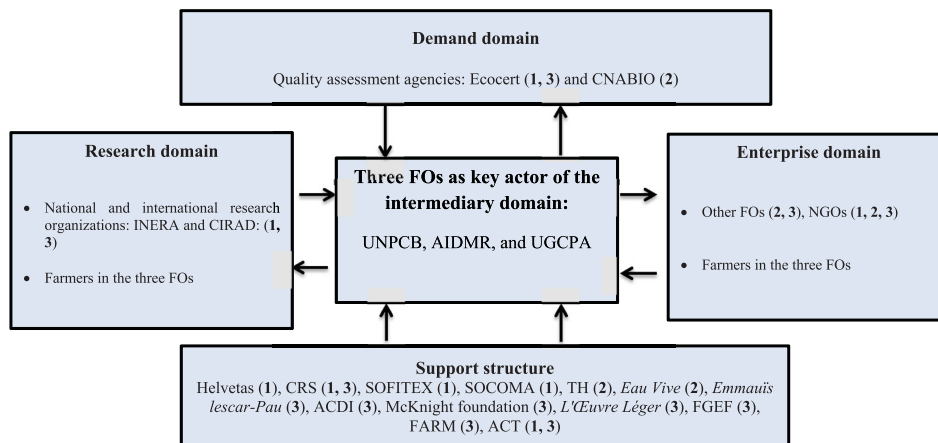 Demand domain
Quality assessment agencies: Ecocert (1, 3) and CNABIO (2)
Research domain
• National and international research
organizations: INERA and CIRAD: (1,
3)
• Farmers in the three FOs
Three FOs as key actor of the
intermediary domain:
UNPCB, AIDMR, and UGCPA
Enterprise domain
• Other FOs (2, 3), NGOs (1, 2, 3)
• Farmers in the three FOs
Support structure
Helvetas (1), CRS (1, 3), SOFITEX (1), SOCOMA (1), TH (2), Eau Vive (2), Emmauïs
lescar-Pau (3), ACDI (3), McKnight foundation (3), L'Œuvre Léger (3), FGEF (3),
FARM (3), ACT (1, 3)